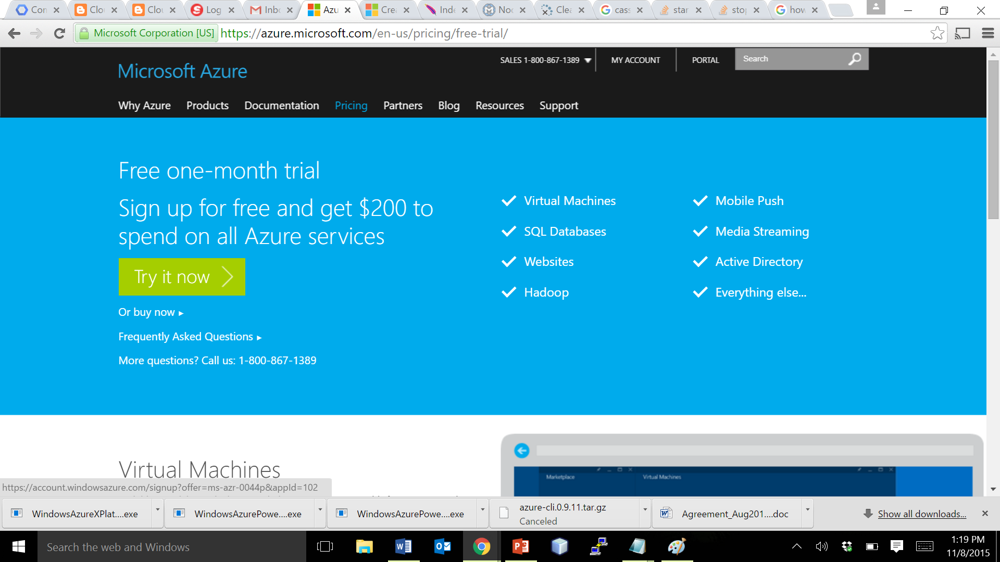 Con
Clou
Clou
Log
Inbo
Azu
Crea
Inde
Noc
Clea
cass
star
stop
how
Microsoft Corporation [US]
https://azure.microsoft.com/en-us/pricing/free-trial/
SALES 1-800-867-1389
MY ACCOUNT
PORTAL
Search
Microsoft Azure
Why Azure
Products
Documentation
Pricing
Partners
Blog
Resources
Support
Free one-month trial
Sign up for free and get $200 to
spend on all Azure services
Try it now
Or buy now ▸
Frequently Asked Questions ▸
More questions? Call us: 1-800-867-1389
Virtual Machines
SQL Databases
Websites
Hadoop
Mobile Push
Media Streaming
Active Directory
Everything else...
Virtual Machines
Marketplace
Virtual Machines
https://account.windowsazure.com/signup?offer=ms-azr-0044p&appId=102
WindowsAzureXPlat....exe
WindowsAzurePowe....exe
WindowsAzurePowe....exe
azure-cli.0.9.11.tar.gz
Canceled
Agreement_Aug201....doc
Show all downloads...
Search the web and Windows
1:19 PM
11/8/2015